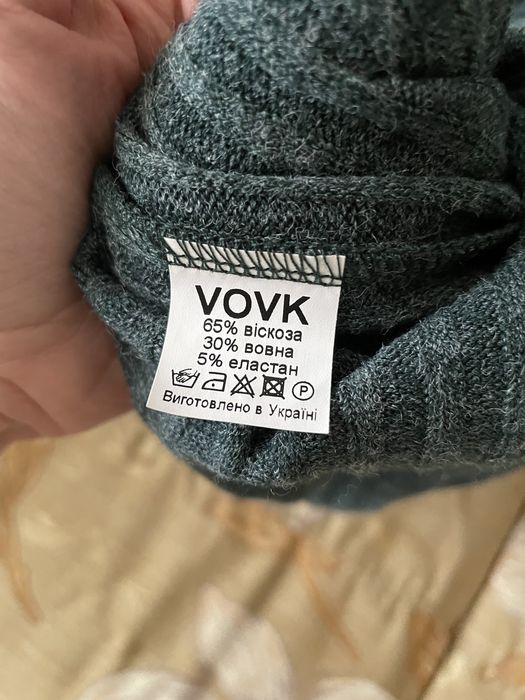 VOVK
65% віскоза
30% вовна
5% еластан
P
Виготовлено в Україні